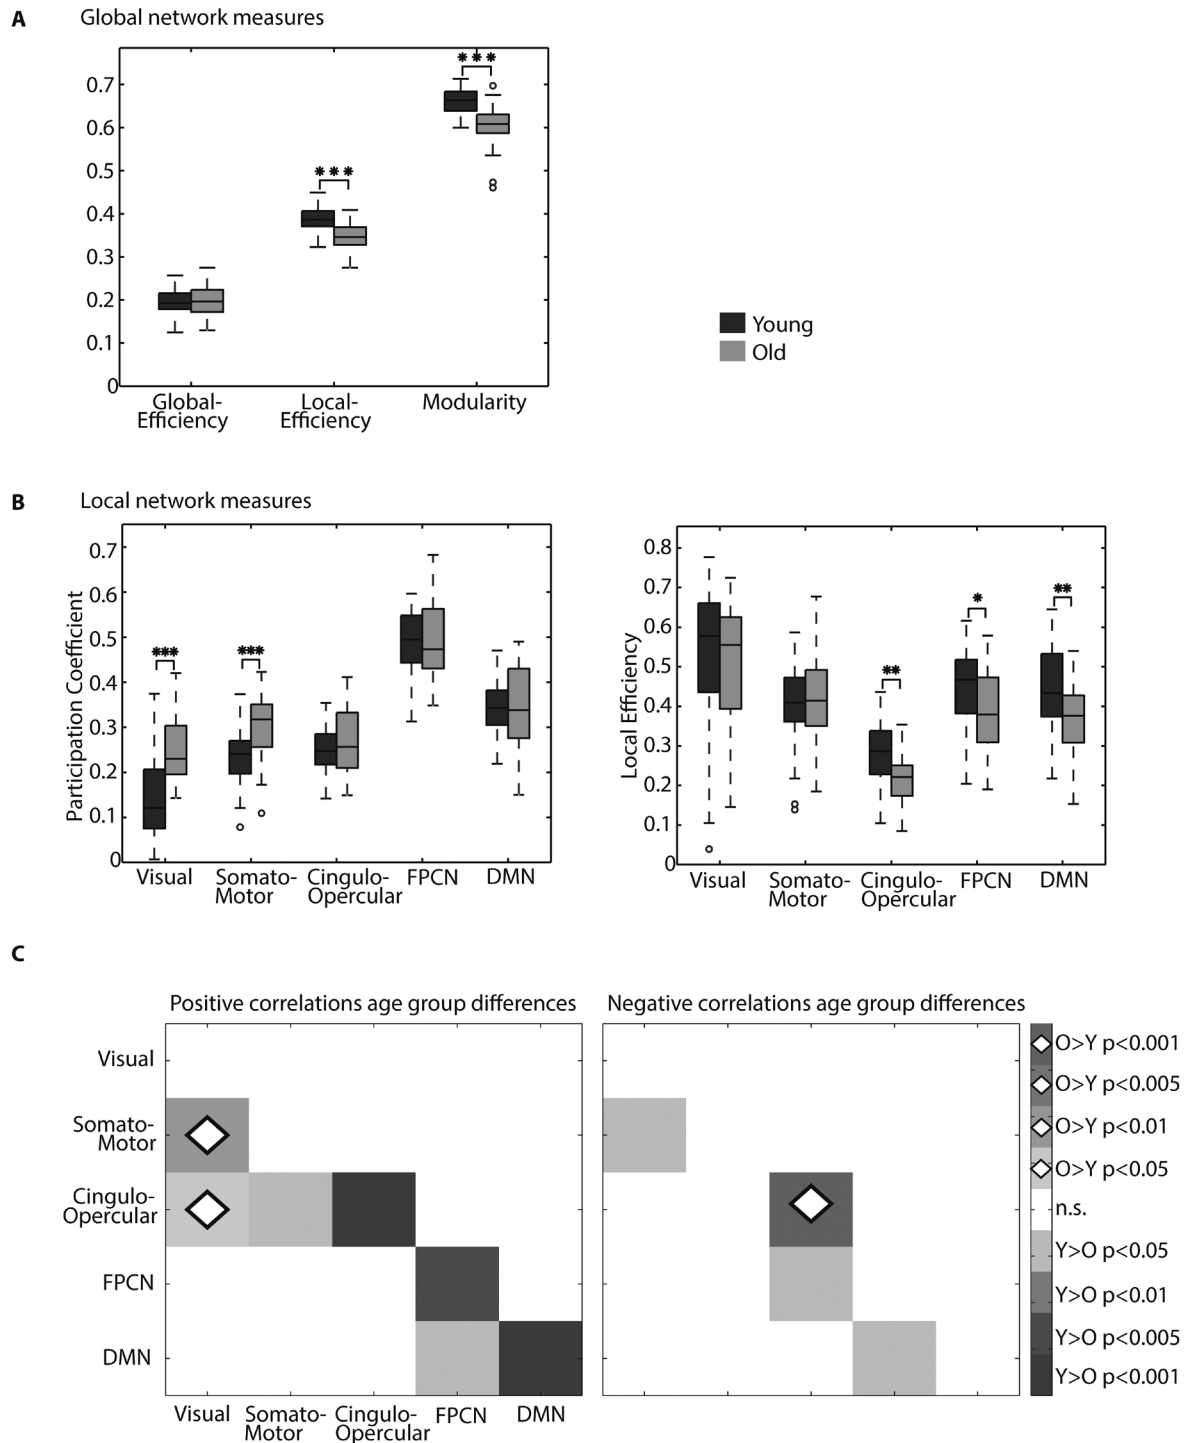 A
Global network measures
***
***
0.7
0.6
0.5
0.4
0.3
0.2
0.1
0
Global-
Efficiency
Local-
Efficiency
Modularity
Young
Old
B
Local network measures
Participation Coefficient
0.7
0.6
0.5
0.4
0.3
0.2
0.1
0
***
***
Visual
Somato-
Motor
Cingulo-
Opercular
FPCN
DMN
Local Efficiency
0.8
0.7
0.6
0.5
0.4
0.3
0.2
0.1
0
**
*
**
Visual
Somato-
Motor
Cingulo-
Opercular
FPCN
DMN
C
Positive correlations age group differences
Visual
Somato-
Motor
Cingulo-
Opercular
FPCN
DMN
Visual
Somato-
Motor
Cingulo-
Opercular
FPCN
DMN
Negative correlations age group differences
O>Y p<0.001
O>Y p<0.005
O>Y p<0.01
O>Y p<0.05
n.s.
Y>O p<0.05
Y>O p<0.01
Y>O p<0.005
Y>O p<0.001